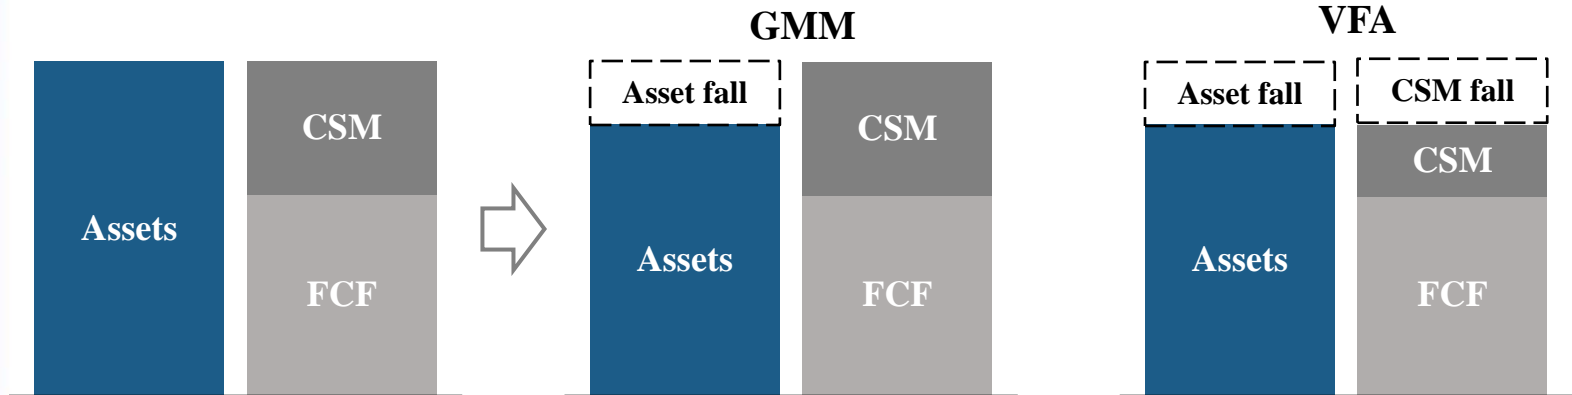 GMM
VFA
Assets
CSM
FCF
Asset fall
Assets
CSM
FCF
Asset fall
Assets
CSM fall
CSM
FCF